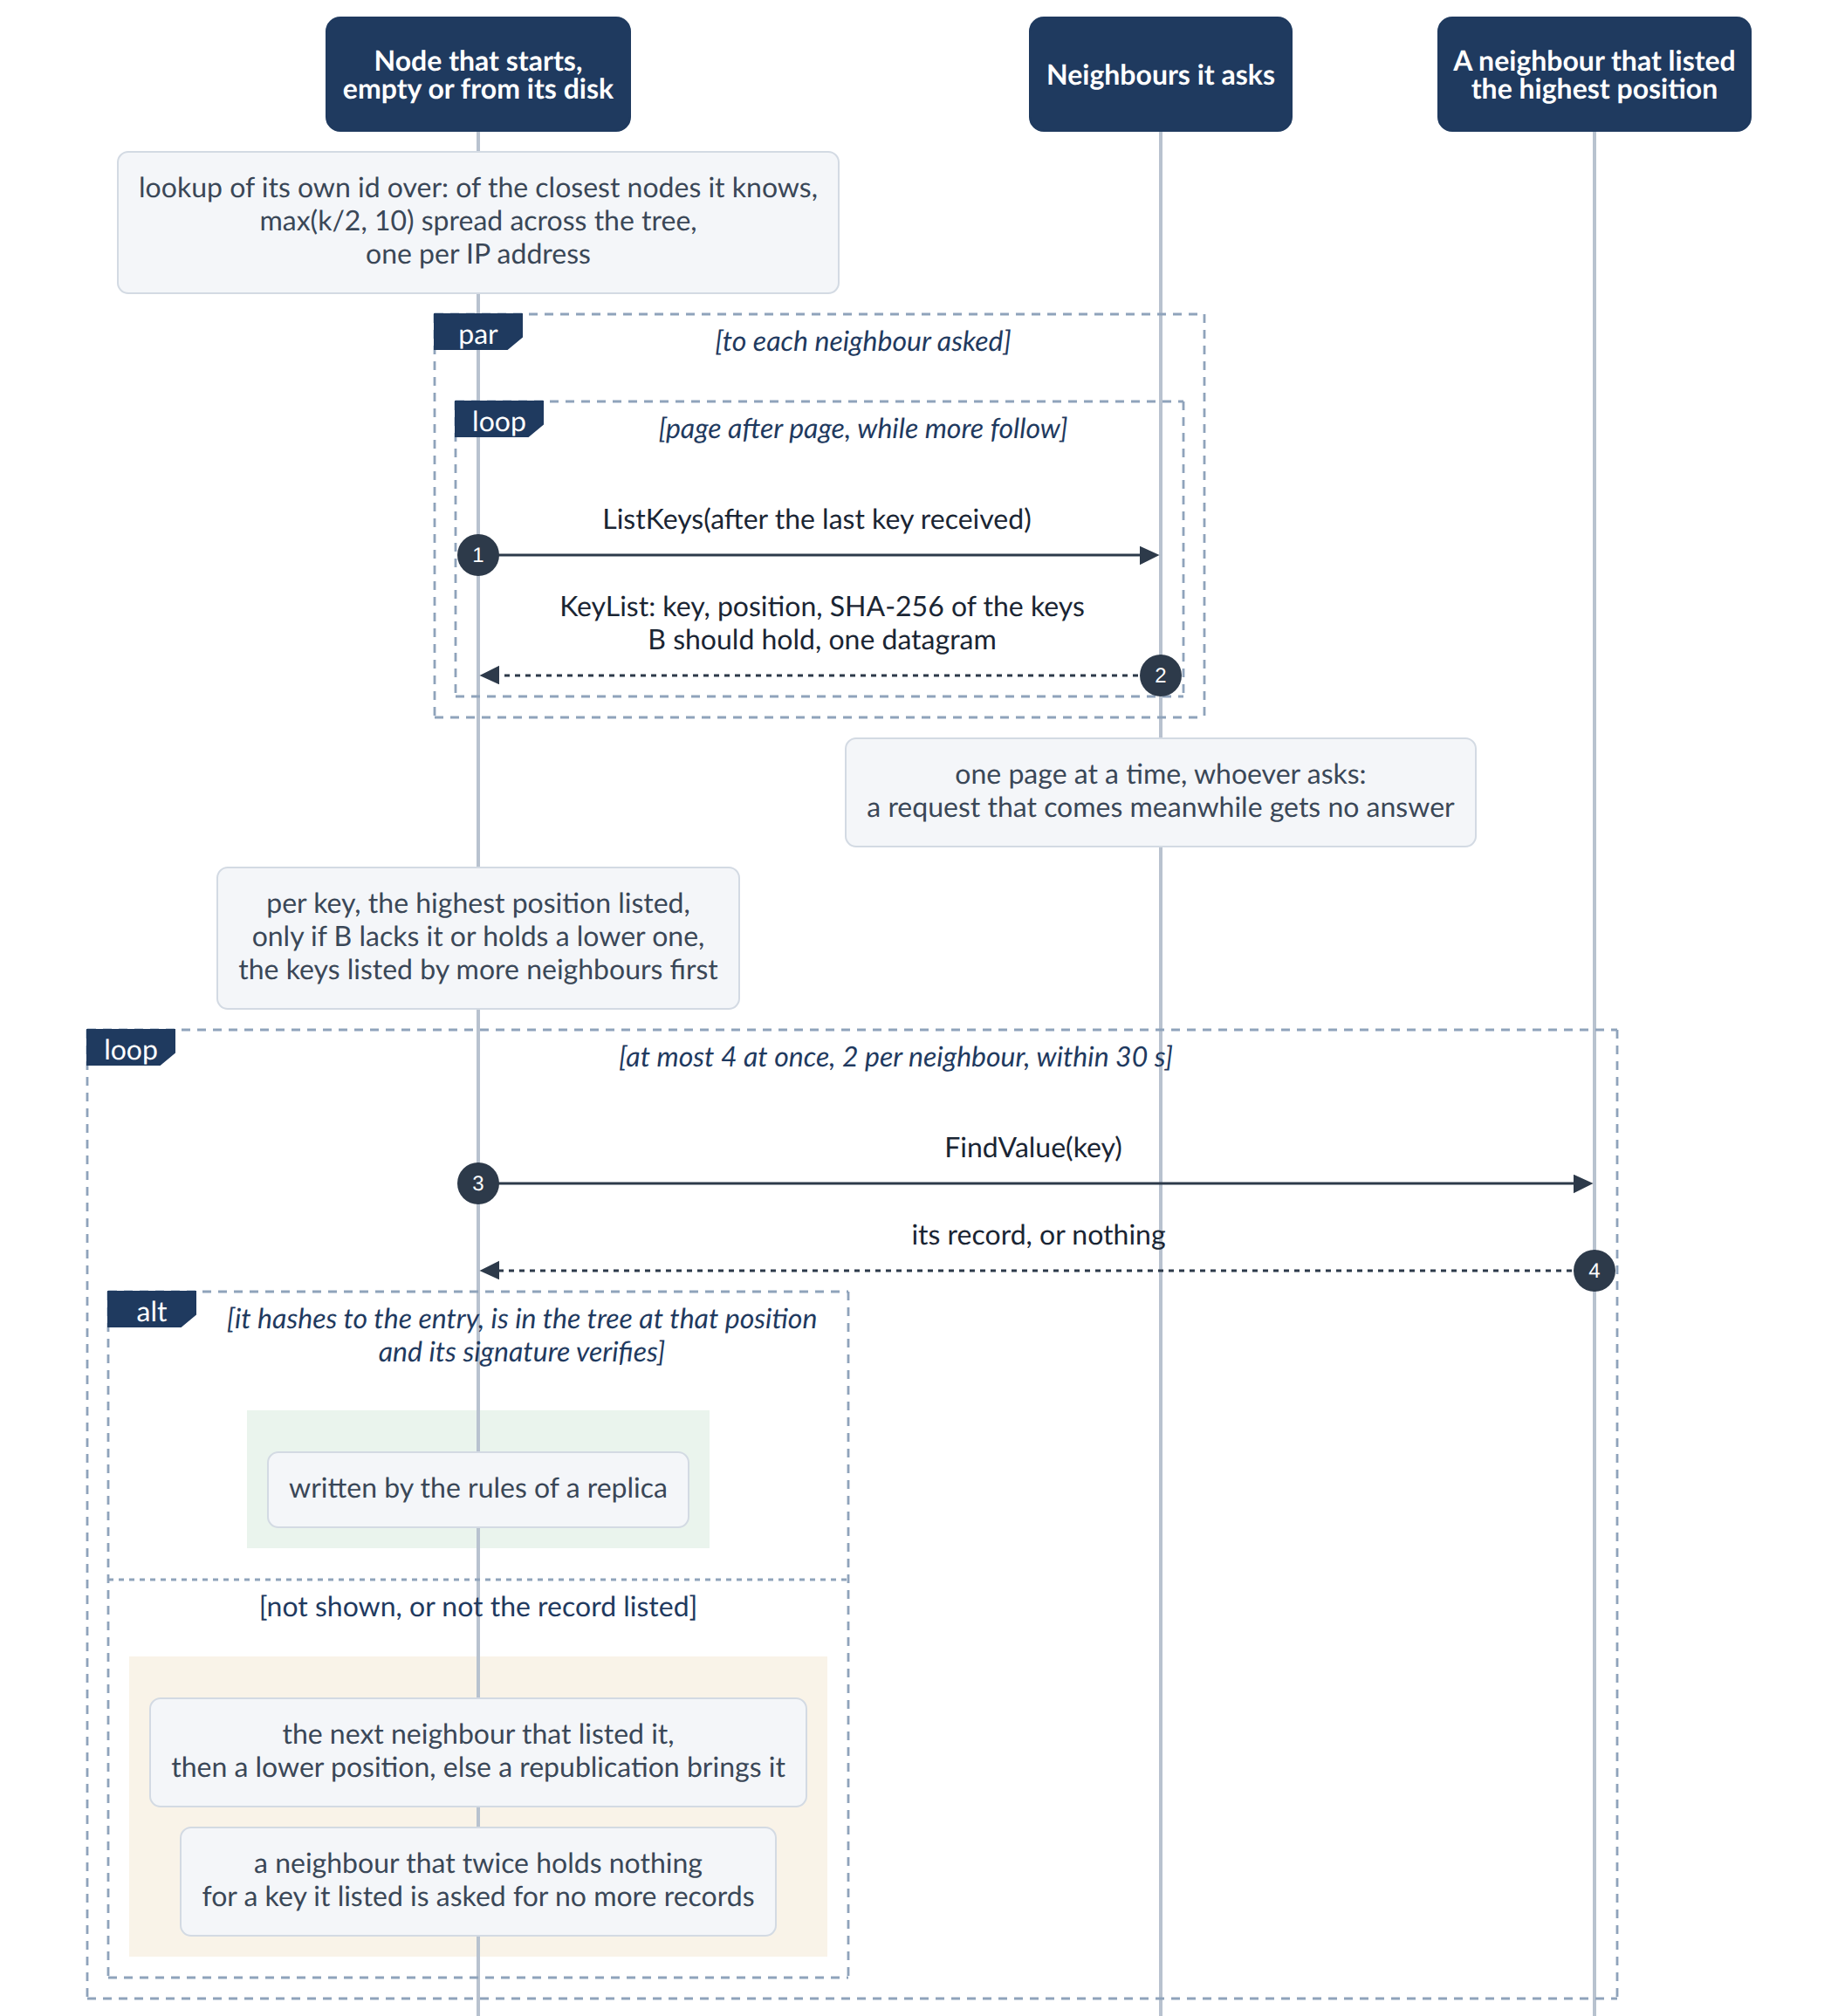 Node that starts,
empty or from its disk
Neighbours it asks
A neighbour that listed
the highest position
lookup of its own id over: of the closest nodes it knows,
max(k/2, 10) spread across the tree,
one per IP address
par
[to each neighbour asked]
loop
[page after page, while more follow]
ListKeys(after the last key received)
1
KeyList: key, position, SHA-256 of the keys
B should hold, one datagram
2
one page at a time, whoever asks:
a request that comes meanwhile gets no answer
per key, the highest position listed,
only if B lacks it or holds a lower one,
the keys listed by more neighbours first
loop
[at most 4 at once, 2 per neighbour, within 30 s]
FindValue(key)
3
its record, or nothing
4
alt
[it hashes to the entry, is in the tree at that position
and its signature verifies]
written by the rules of a replica
[not shown, or not the record listed]
the next neighbour that listed it,
then a lower position, else a republication brings it
a neighbour that twice holds nothing
for a key it listed is asked for no more records